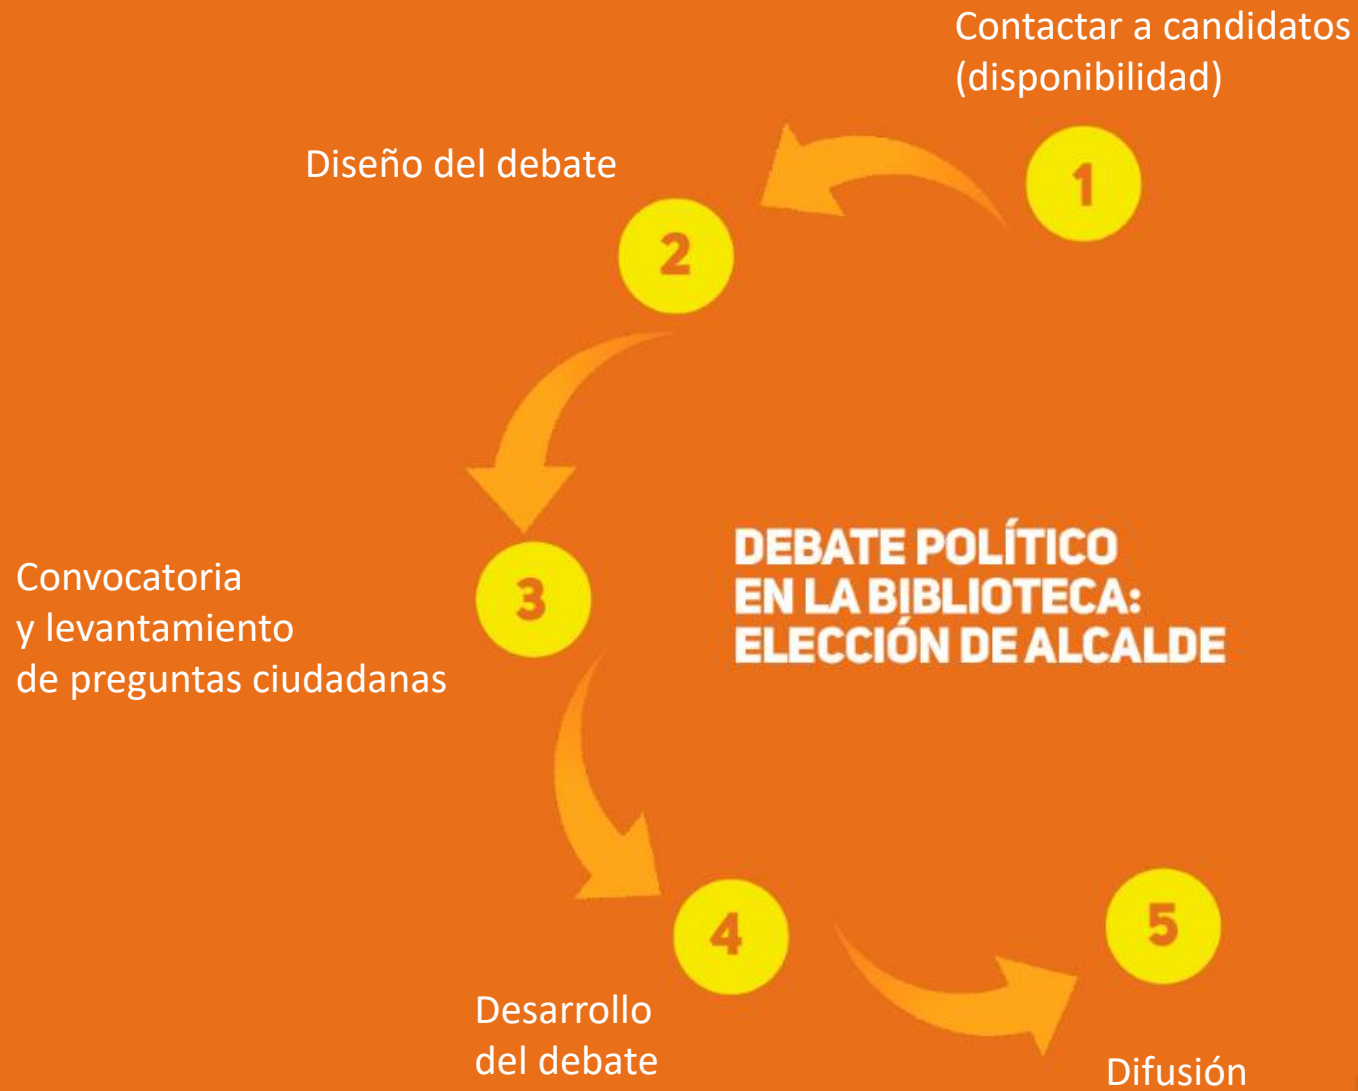 Contactar a candidatos
(disponibilidad)
1
Diseño del debate
2
Convocatoria
y levantamiento
de preguntas ciudadanas
3
DEBATE POLÍTICO
EN LA BIBLIOTECA:
ELECCIÓN DE ALCALDE
4
Desarrollo
del debate
5
Difusión